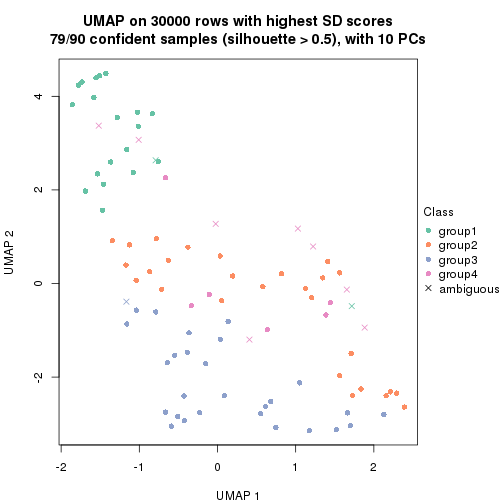 UMAP on 30000 rows with highest SD scores
79/90 confident samples (silhouette > 0.5), with 10 PCs
4
2
0
-2
UMAP 2
-2
-1
0
1
2
UMAP 1
Class
group1
group2
group3
group4
ambiguous